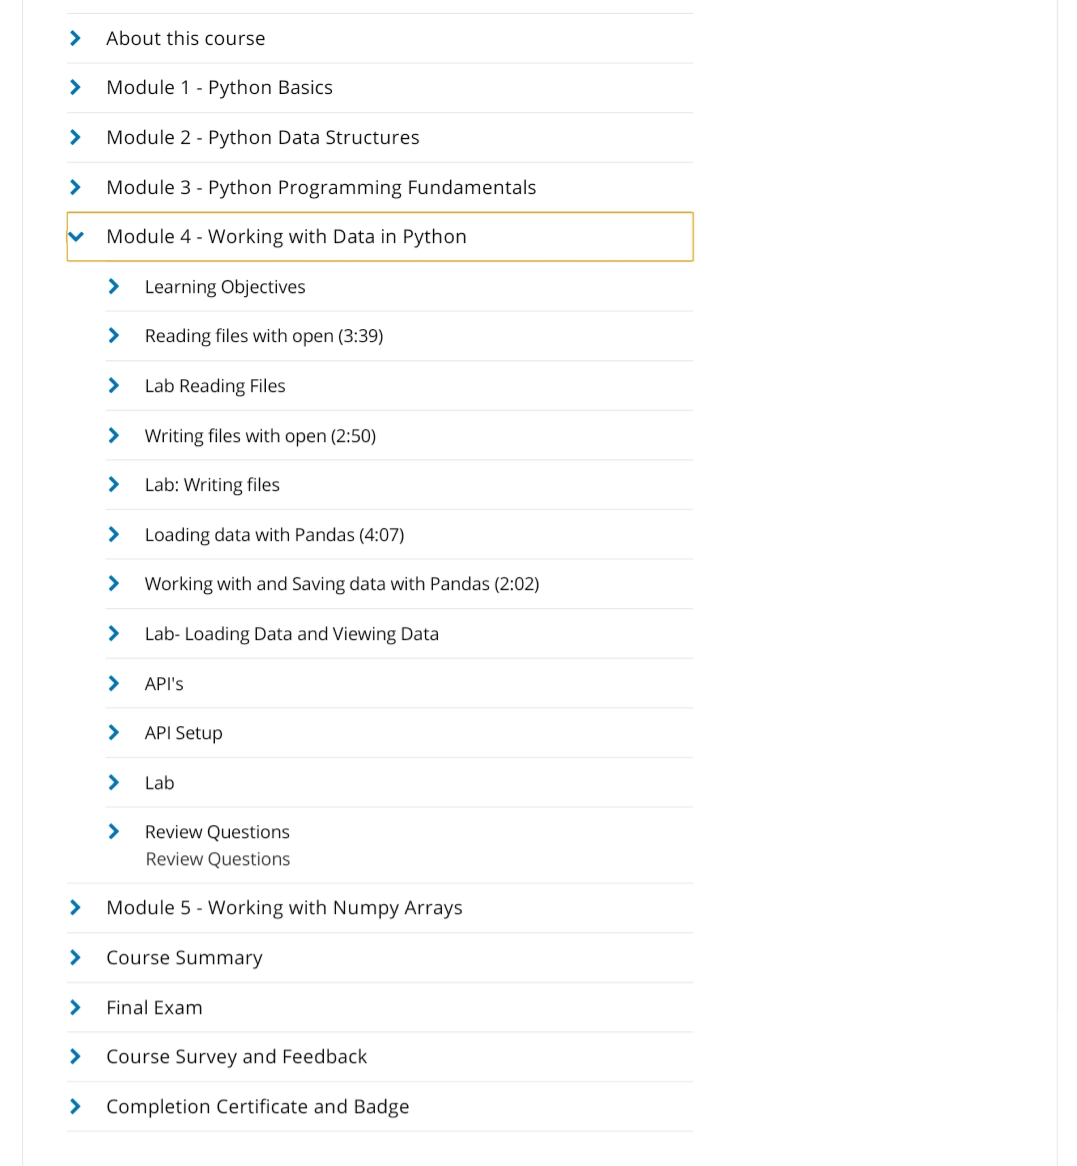 About this course
Module 1 - Python Basics
Module 2 - Python Data Structures
Module 3 - Python Programming Fundamentals
Module 4 - Working with Data in Python
Learning Objectives
Reading files with open (3:39)
Lab Reading Files
Writing files with open (2:50)
Lab: Writing files
Loading data with Pandas (4:07)
Working with and Saving data with Pandas (2:02)
Lab- Loading Data and Viewing Data
API's
API Setup
Lab
Review Questions
Review Questions
Module 5 - Working with Numpy Arrays
Course Summary
Final Exam
Course Survey and Feedback
Completion Certificate and Badge